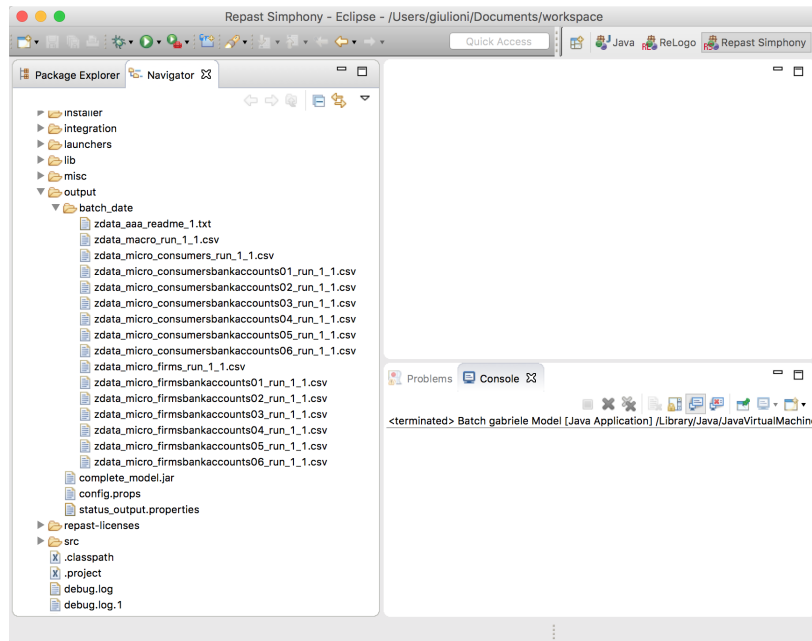 Repast Simphony - Eclipse - /Users/giulioni/Documents/workspace
Quick Access
Java
ReLogo
Repast Simphony
Package Explorer
Navigator
installer
integration
launchers
lib
misc
output
batch_date
zdata_aaa_readme_1.txt
zdata_macro_run_1_1.csv
zdata_micro_consumers_run_1_1.csv
zdata_micro_consumersbankaccounts01_run_1_1.csv
zdata_micro_consumersbankaccounts02_run_1_1.csv
zdata_micro_consumersbankaccounts03_run_1_1.csv
zdata_micro_consumersbankaccounts04_run_1_1.csv
zdata_micro_consumersbankaccounts05_run_1_1.csv
zdata_micro_consumersbankaccounts06_run_1_1.csv
zdata_micro_firms_run_1_1.csv
zdata_micro_firmsbankaccounts01_run_1_1.csv
zdata_micro_firmsbankaccounts02_run_1_1.csv
zdata_micro_firmsbankaccounts03_run_1_1.csv
zdata_micro_firmsbankaccounts04_run_1_1.csv
zdata_micro_firmsbankaccounts05_run_1_1.csv
zdata_micro_firmsbankaccounts06_run_1_1.csv
complete_model.jar
config.props
status_output.properties
repast-licenses
src
.classpath
.project
debug.log
debug.log.1
Problems
Console
<terminated> Batch gabriele Model [Java Application] /Library/Java/JavaVirtualMachine